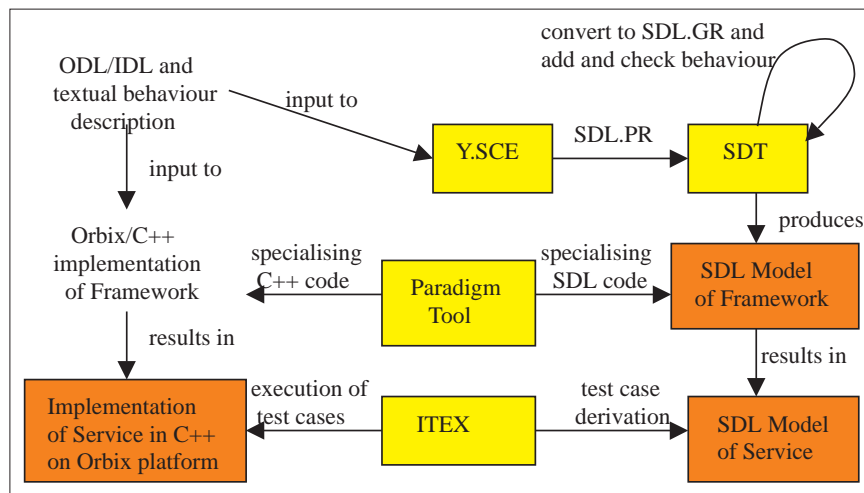 convert to SDL.GR and
add and check behaviour
ODL/IDL and
textual behaviour
description
input to
Y.SCE
SDL.PR
SDT
input to
produces
Orbix/C++
implementation
of Framework
specialising
C++ code
Paradigm
Tool
specialising
SDL code
SDL Model
of Framework
results in
results in
Implementation
of Service in C++
on Orbix platform
execution of
test cases
ITEX
test case
derivation
SDL Model
of Service